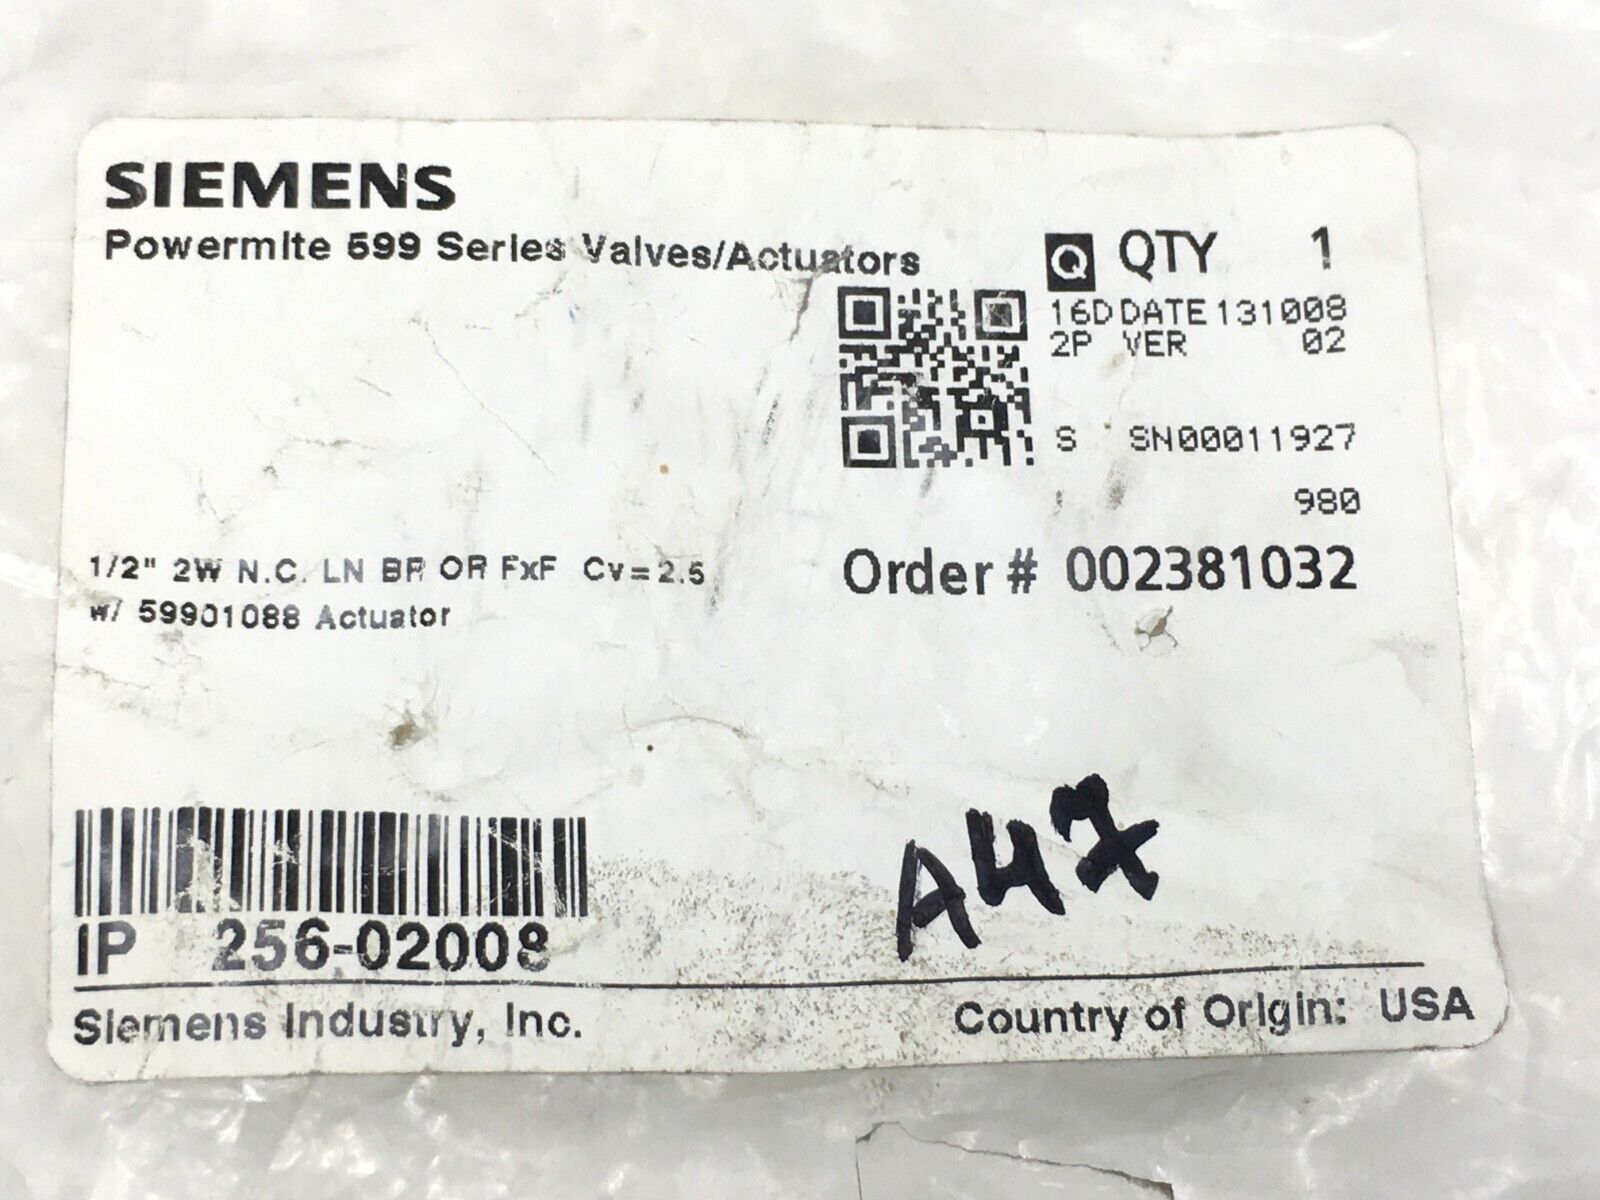 SIEMENS
Powermite 599 Series Valves/Actuators
Q QTY 1
16D DATE 131008
2P VER 02
S SN00011927
980
1/2" 2W N.C. LN BR OR FxF Cv=2.5
w/ 59901088 Actuator
Order # 002381032
A47
IP 256-02008
Siemens Industry, Inc.
Country of Origin: USA